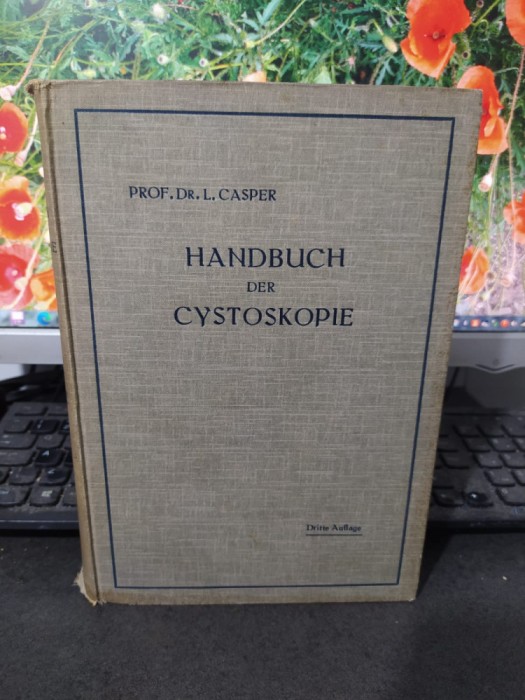 PROF. DR. L. CASPER
HANDBUCH
DER
CYSTOSKOPIE
Dritte Auflage